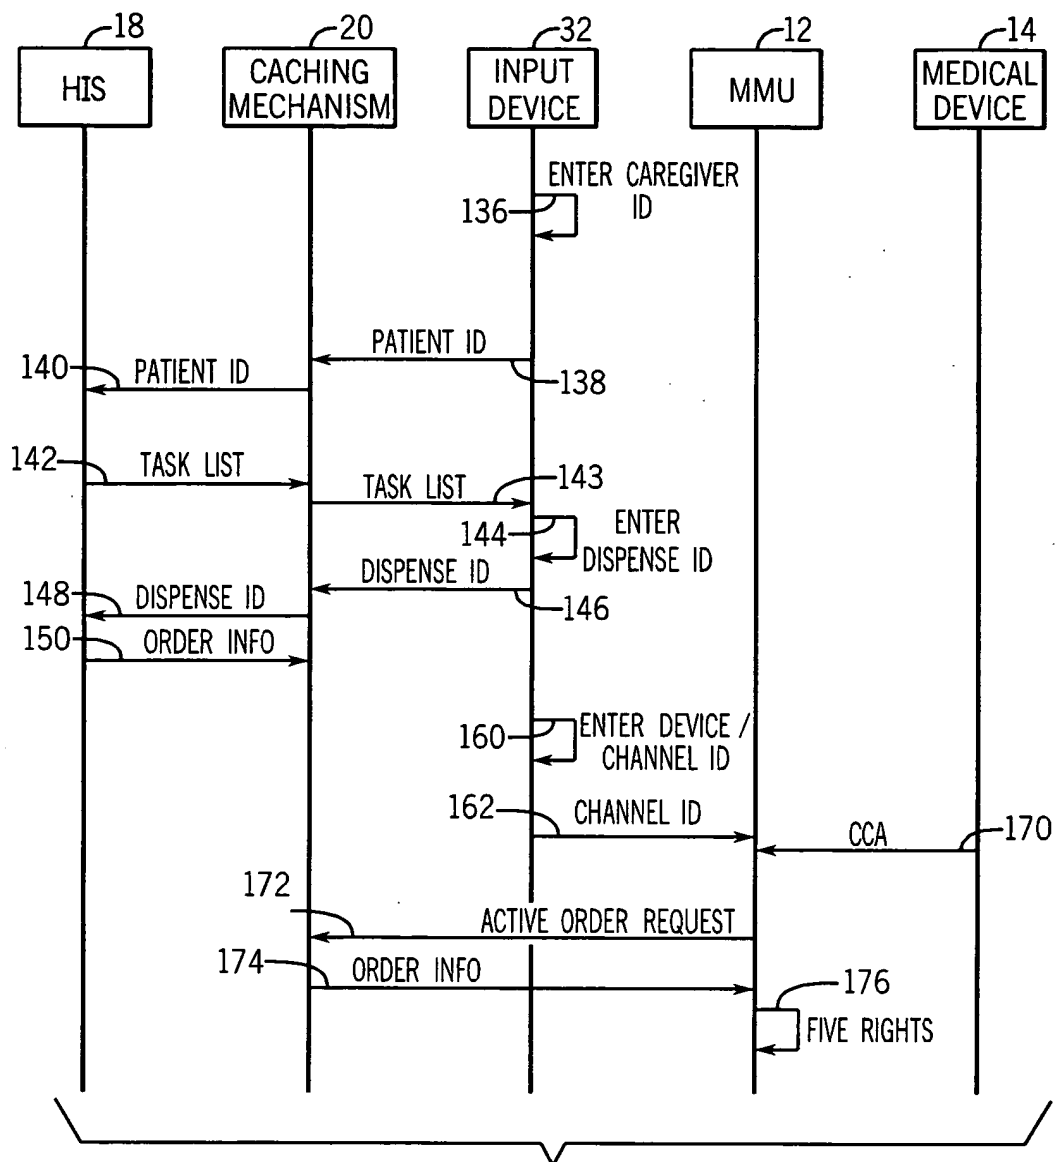 18
20
32
12
14
HIS
CACHING
MECHANISM
INPUT
DEVICE
MMU
MEDICAL
DEVICE
ENTER CAREGIVER
ID
136
PATIENT ID
138
140
PATIENT ID
142
TASK LIST
TASK LIST
143
144
ENTER
DISPENSE ID
DISPENSE ID
146
148
DISPENSE ID
150
ORDER INFO
160
ENTER DEVICE /
CHANNEL ID
162
CHANNEL ID
CCA
170
172
ACTIVE ORDER REQUEST
174
ORDER INFO
176
FIVE RIGHTS